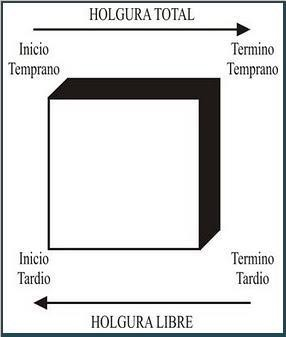 HOLGURA TOTAL
Inicio
Temprano
Termino
Temprano
Inicio
Tardio
Termino
Tardio
HOLGURA LIBRE